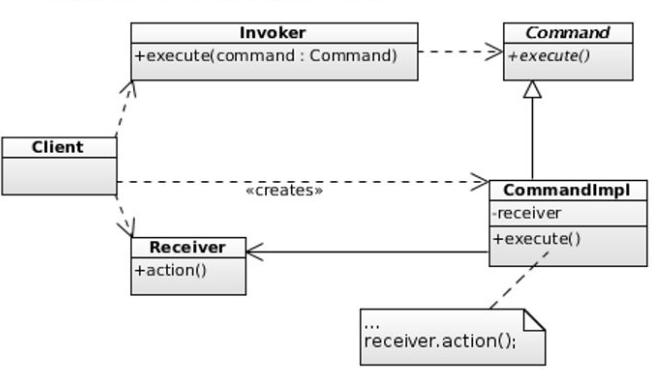 Invoker
+execute(command : Command)
Command
+execute()
Client
«creates»
CommandImpl
-receiver
+execute()
Receiver
+action()
...
receiver.action();